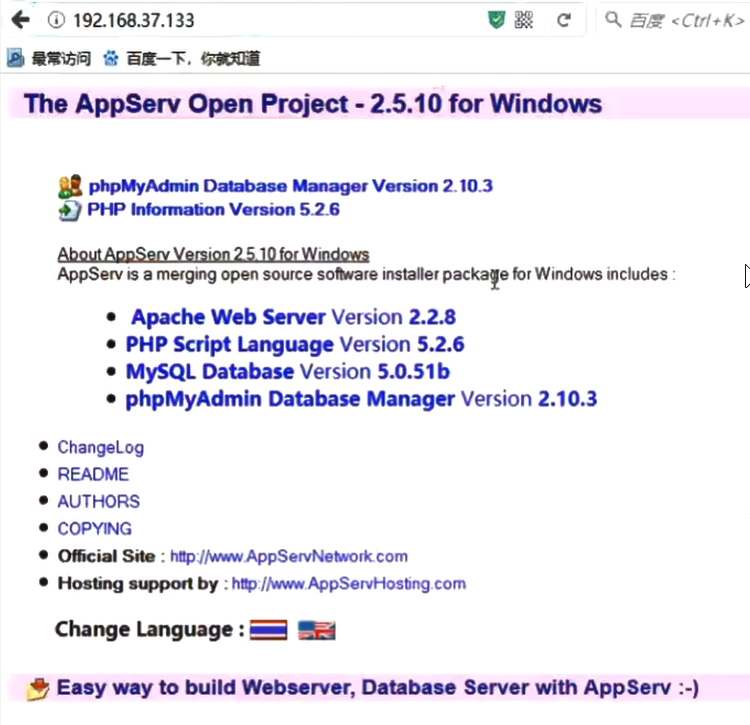 192.168.37.133
百度 <Ctrl+K>
最常访问 百度一下，你就知道
The AppServ Open Project - 2.5.10 for Windows
phpMyAdmin Database Manager Version 2.10.3
PHP Information Version 5.2.6
About AppServ Version 2.5.10 for Windows
AppServ is a merging open source software installer package for Windows includes :
Apache Web Server Version 2.2.8
PHP Script Language Version 5.2.6
MySQL Database Version 5.0.51b
phpMyAdmin Database Manager Version 2.10.3
ChangeLog
README
AUTHORS
COPYING
Official Site : http://www.AppServNetwork.com
Hosting support by : http://www.AppServHosting.com
Change Language :
Easy way to build Webserver, Database Server with AppServ :-)